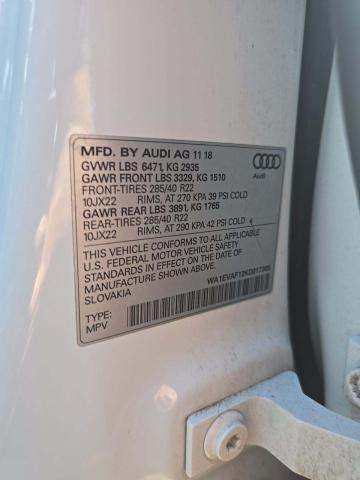 MFD. BY AUDI AG 11 18
GVWR LBS 6471, KG 2935
GAWR FRONT LBS 3329, KG 1510
FRONT-TIRES 285/40 R22
10JX22 RIMS, AT 270 KPA 39 PSI COLD
GAWR REAR LBS 3891, KG 1765
REAR-TIRES 285/40 R22
10JX22 RIMS, AT 290 KPA 42 PSI COLD
Audi
THIS VEHICLE CONFORMS TO ALL APPLICABLE
U.S. FEDERAL MOTOR VEHICLE SAFETY
STANDARDS IN EFFECT ON THE DATE OF
MANUFACTURE SHOWN ABOVE. MADE IN
SLOVAKIA
TYPE:
MPV